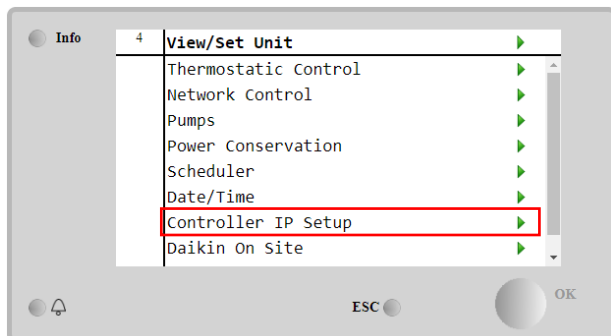 Info
4 View/Set Unit
Thermostatic Control
Network Control
Pumps
Power Conservation
Scheduler
Date/Time
Controller IP Setup
Daikin On Site
ESC
OK